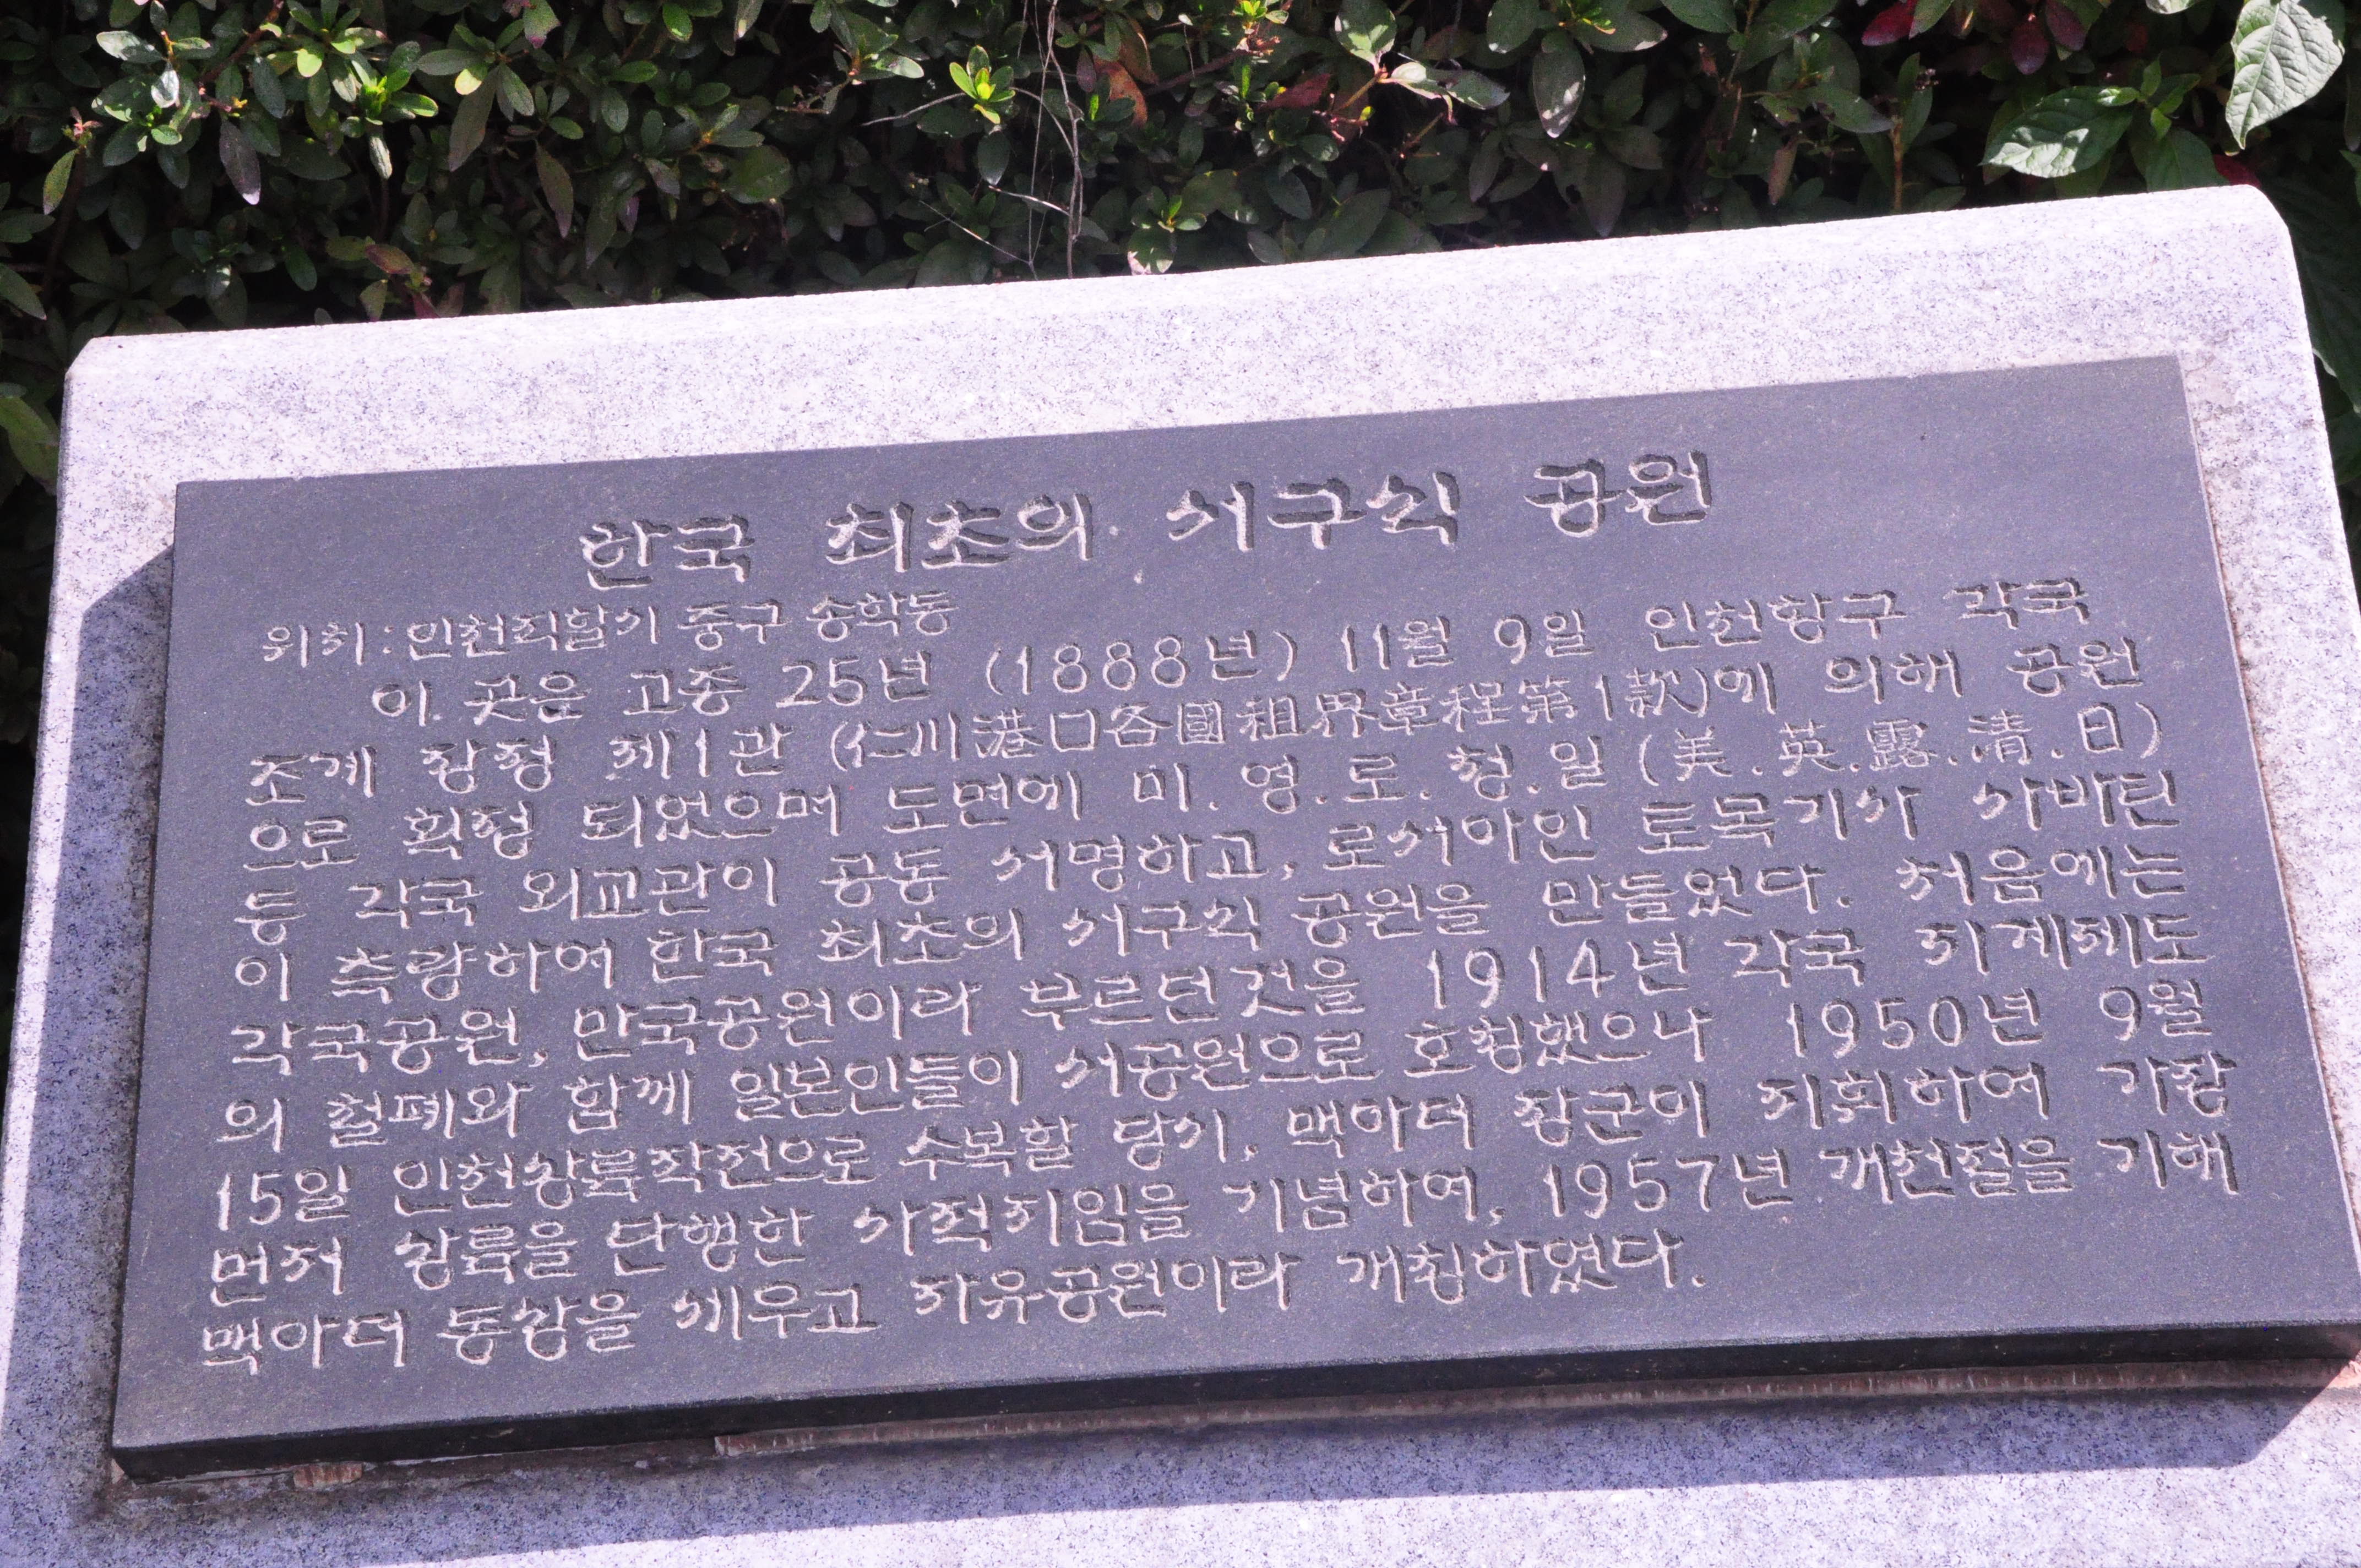 한국 최초의 서구식 공원
위치:인천직할시 중구 송학동
이 곳은 고종 25년 (1888년) 11월 9일 인천항구 각국
조계 장정 제1관 (仁川港口各國租界章程第1款)에 의해 공원
으로 획정 되었으며 도면에 미.영.로.청.일 (美.英.露.清.日)
등 각국 외교관이 공동 서명하고, 로서아인 토목기사 사바틴
이 측량하여 한국 최초의 서구식 공원을 만들었다. 처음에는
각국공원, 만국공원이라 부르던것을 1914년 각국 지계제도
의 철폐와 함께 일본인들이 서공원으로 호칭했으나 1950년 9월
15일 인천상륙작전으로 수복할 당시, 맥아더 장군이 지휘하여 가장
먼저 상륙을 단행한 사적지임을 기념하여, 1957년 개천절을 기해
맥아더 동상을 세우고 자유공원이라 개칭하였다.